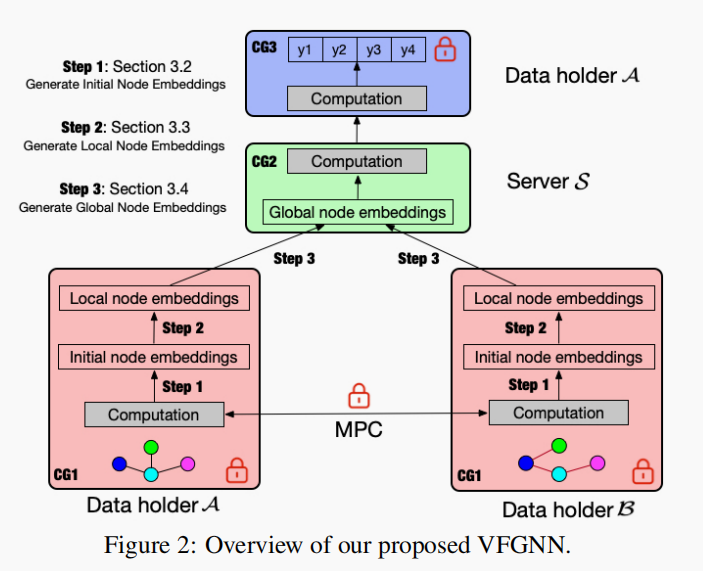 Step 1: Section 3.2
Generate Initial Node Embeddings
Step 2: Section 3.3
Generate Local Node Embeddings
Step 3: Section 3.4
Generate Global Node Embeddings
CG3
y1 y2 y3 y4
Computation
Data holder A
CG2
Computation
Global node embeddings
Server S
Step 3
Step 3
Local node embeddings
Step 2
Initial node embeddings
Step 1
Computation
CG1
Data holder A
MPC
Local node embeddings
Step 2
Initial node embeddings
Step 1
Computation
CG1
Data holder B
Figure 2: Overview of our proposed VFGNN.